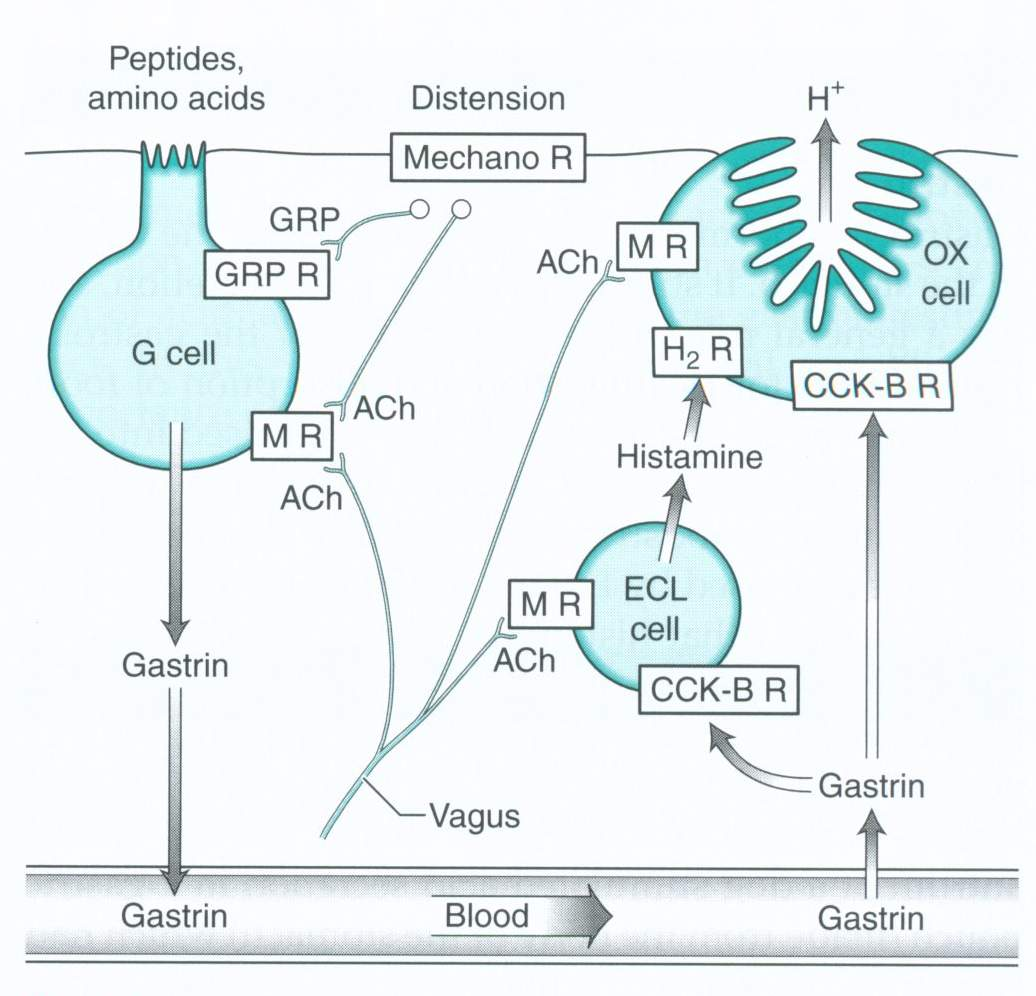 Peptides,
amino acids
Distension
H⁺
Mechano R
GRP
GRP R
M R
ACh
OX
cell
G cell
H₂ R
CCK-B R
ACh
M R
Histamine
ACh
ECL
cell
M R
ACh
Gastrin
CCK-B R
Gastrin
Vagus
Gastrin
Blood
Gastrin